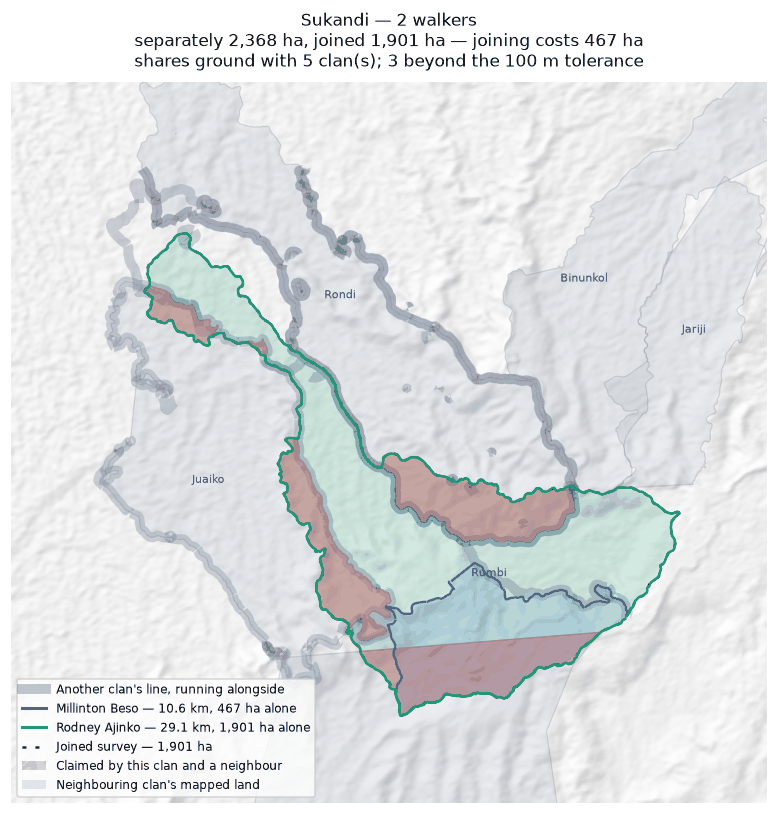 Sukandi — 2 walkers
separately 2,368 ha, joined 1,901 ha — joining costs 467 ha
shares ground with 5 clan(s); 3 beyond the 100 m tolerance
Binunkol
Rondi
Jariji
Juaiko
Rumbi
Another clan's line, running alongside
Millinton Beso — 10.6 km, 467 ha alone
Rodney Ajinko — 29.1 km, 1,901 ha alone
Joined survey — 1,901 ha
Claimed by this clan and a neighbour
Neighbouring clan's mapped land